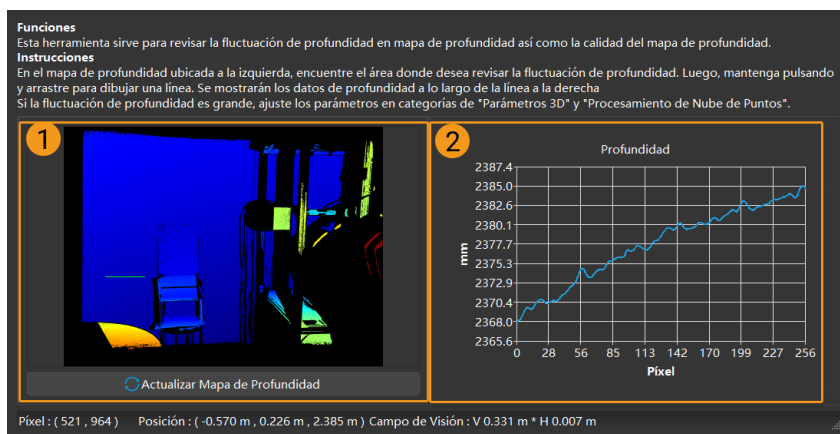 Funciones
Esta herramienta sirve para revisar la fluctuación de profundidad en mapa de profundidad así como la calidad del mapa de profundidad.
Instrucciones
En el mapa de profundidad ubicada a la izquierda, encuentre el área donde desea revisar la fluctuación de profundidad. Luego, mantenga pulsando
y arrastre para dibujar una línea. Se mostrarán los datos de profundidad a lo largo de la línea a la derecha
Si la fluctuación de profundidad es grande, ajuste los parámetros en categorías de "Parámetros 3D" y "Procesamiento de Nube de Puntos".
1
Actualizar Mapa de Profundidad
2
Profundidad
mm
2387.4
2385.0
2382.6
2380.1
2377.7
2375.3
2372.9
2370.4
2368.0
2365.6
0 28 56 85 113 142 170 199 227 256
Píxel
Píxel : ( 521 , 964 ) Posición : ( -0.570 m , 0.226 m , 2.385 m ) Campo de Visión : V 0.331 m * H 0.007 m